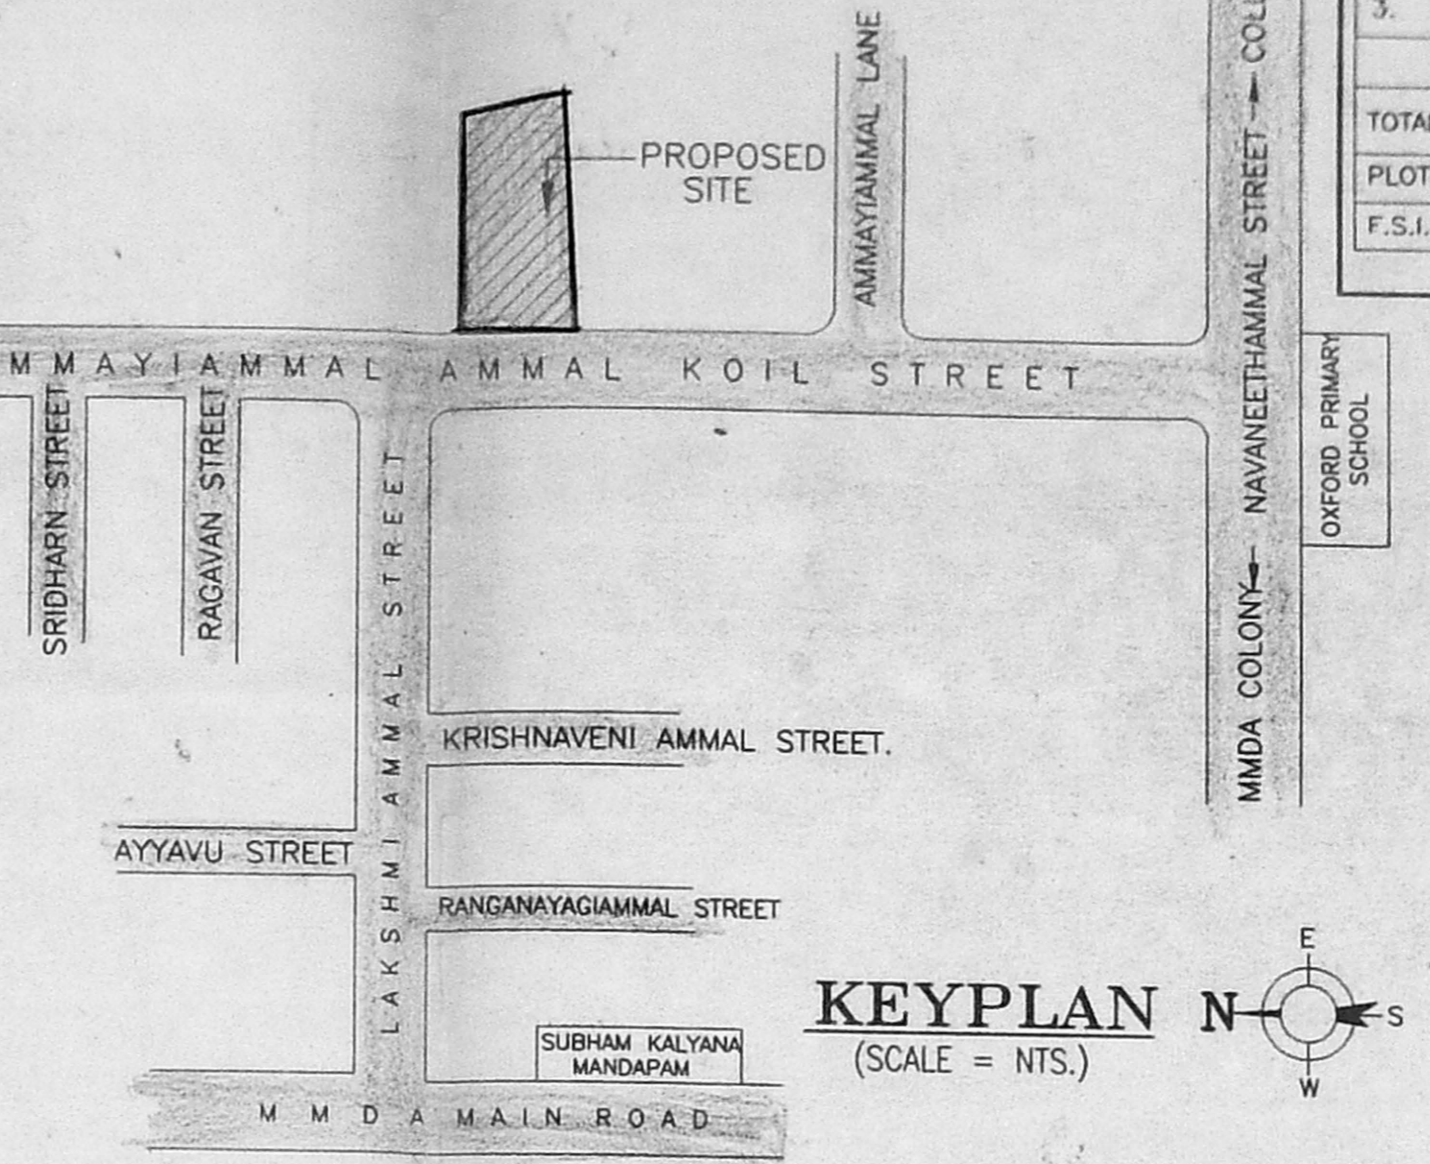 3.
AMMAYIAMMAL LANE
PROPOSED
SITE
NAVANEETHAMMAL STREET
MMDA COLONY
PLOT
F.S.I.
MMAYIAMMAL AMMAL KOIL STREET
SRIDHARN STREET
RAGAVAN STREET
LAKSHMI AMMAL STREET
OXFORD PRIMARY
SCHOOL
KRISHNAVENI AMMAL STREET.
AYYAVU STREET
RANGANAYAGIAMMAL STREET
SUBHAM KALYANA
MANDAPAM
MMDA MAIN ROAD
KEYPLAN
(SCALE = NTS.)
E
N
S
W